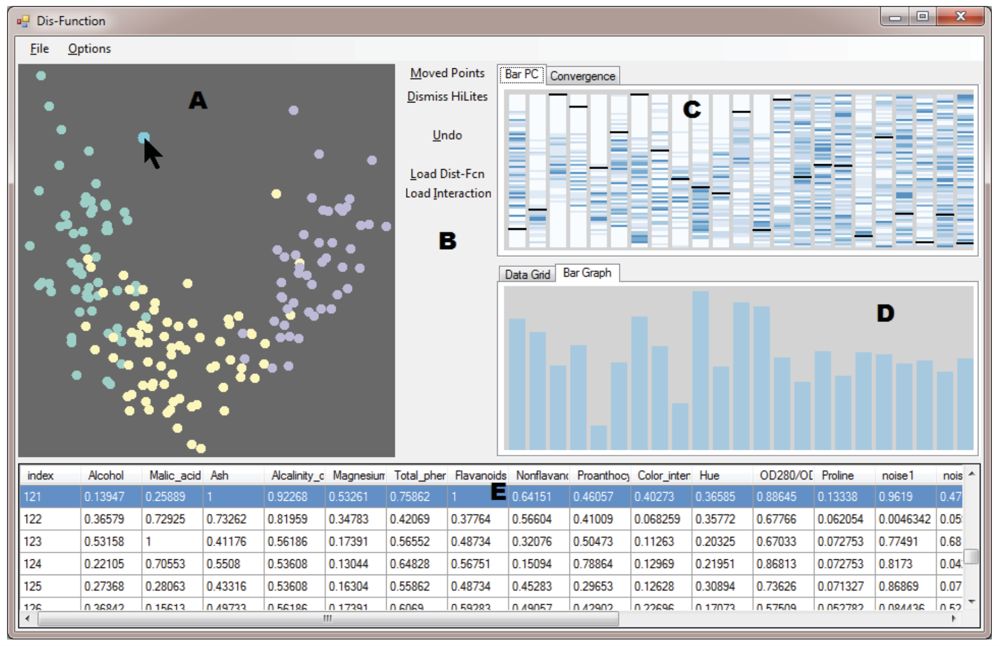 Dis-Function
File Options
A
Moved Points
Dismiss HiLites
Undo
Load Dist-Fcn
Load Interaction
B
Bar PC Convergence
C
Data Grid Bar Graph
D
index Alcohol Malic_acid Ash Alcalinity_o Magnesium Total_pher Flavanoids Nonflavan Proanthocy Color_inter Hue OD280/OD Proline noise1 nois
E
121 0.13947 0.25889 1 0.92268 0.53261 0.75862 1 0.64151 0.46057 0.40273 0.36585 0.88645 0.13338 0.9619 0.47
122 0.36579 0.72925 0.73262 0.81959 0.34783 0.42069 0.37764 0.56604 0.41009 0.068259 0.35772 0.67766 0.062054 0.0046342 0.05
123 0.53158 1 0.41176 0.56186 0.17391 0.56552 0.48734 0.32076 0.50473 0.11263 0.20325 0.67033 0.072753 0.77491 0.68
124 0.22105 0.70553 0.5508 0.53608 0.13044 0.64828 0.56751 0.15094 0.78864 0.12969 0.21951 0.86813 0.072753 0.8173 0.04
125 0.27368 0.28063 0.43316 0.53608 0.16304 0.55862 0.48734 0.45283 0.29653 0.12628 0.30894 0.73626 0.071327 0.86869 0.07
126 0.36842 0.15613 0.49733 0.56186 0.17391 0.6069 0.59283 0.49057 0.42902 0.22696 0.17073 0.57509 0.052782 0.084436 0.52